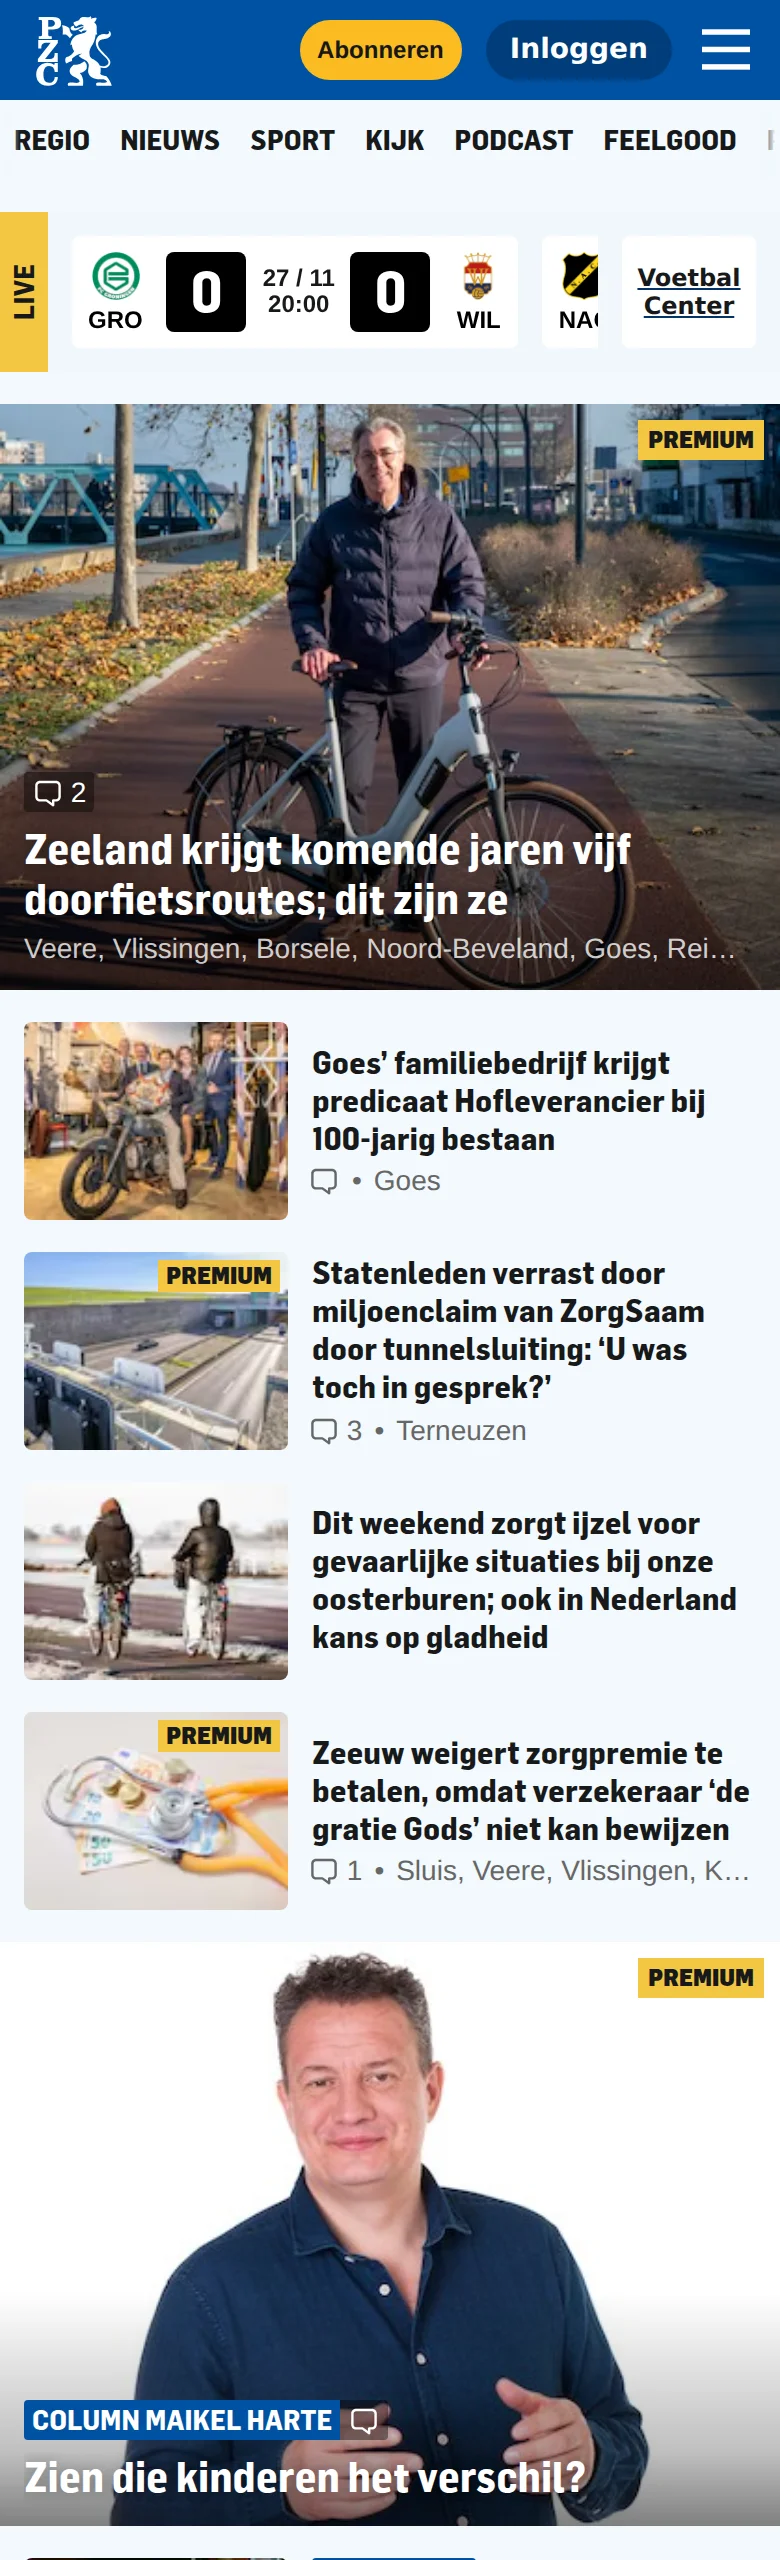 PZC
Abonneren
Inloggen
REGIO NIEUWS SPORT KIJK PODCAST FEELGOOD
LIVE
GRO
0
27 / 11
20:00
0
WIL
NAC
Voetbal
Center
PREMIUM
2
Zeeland krijgt komende jaren vijf
doorfietsroutes; dit zijn ze
Veere, Vlissingen, Borsele, Noord-Beveland, Goes, Rei...
Goes’ familiebedrijf krijgt
predicaat Hofleverancier bij
100-jarig bestaan
• Goes
PREMIUM
Statenleden verrast door
miljoenclaim van ZorgSaam
door tunnelsluiting: ‘U was
toch in gesprek?’
3 • Terneuzen
Dit weekend zorgt ijzel voor
gevaarlijke situaties bij onze
oosterburen; ook in Nederland
kans op gladheid
PREMIUM
Zeeuw weigert zorgpremie te
betalen, omdat verzekeraar ‘de
gratie Gods’ niet kan bewijzen
1 • Sluis, Veere, Vlissingen, K...
PREMIUM
COLUMN MAIKEL HARTE
Zien die kinderen het verschil?